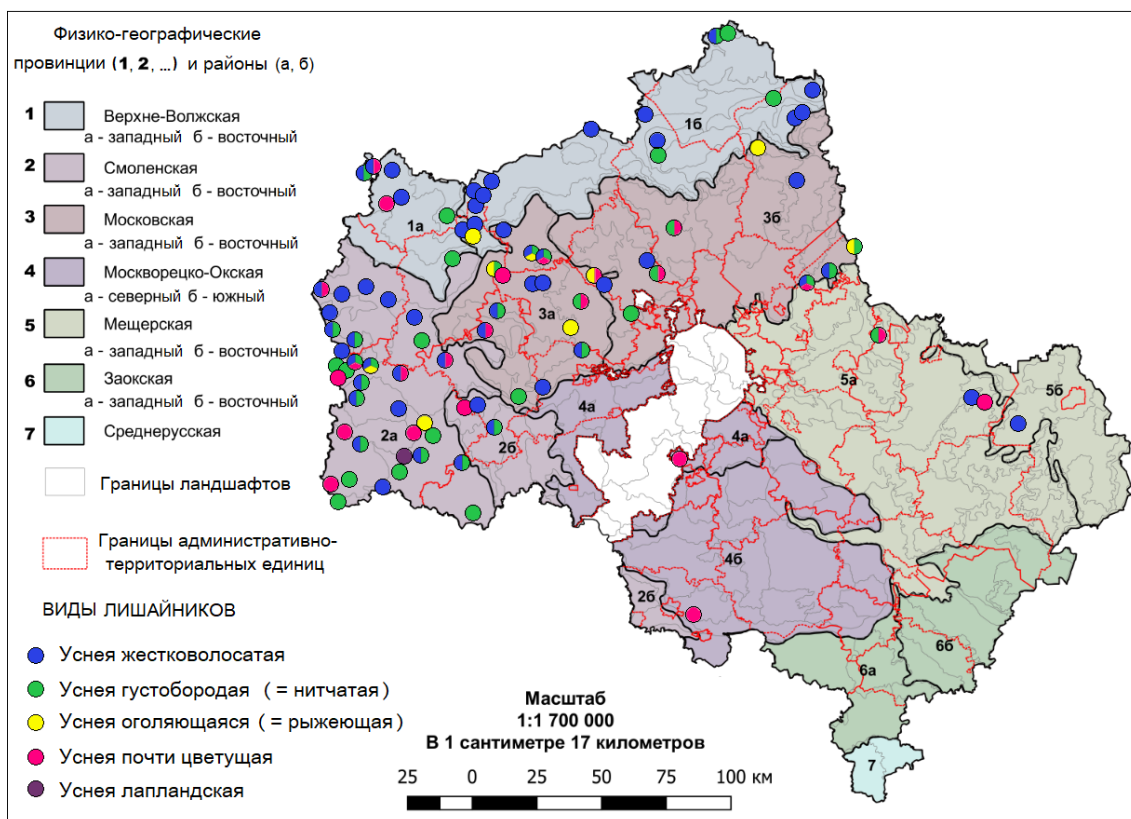 Физико-географические
провинции (1, 2, ...) и районы (а, б)
1 Верхне-Волжская
а - западный б - восточный
2 Смоленская
а - западный б - восточный
3 Московская
а - западный б - восточный
4 Москворецко-Окская
а - северный б - южный
5 Мещерская
а - западный б - восточный
6 Заокская
а - западный б - восточный
7 Среднерусская
Границы ландшафтов
Границы административно-
территориальных единиц
ВИДЫ ЛИШАЙНИКОВ
Уснея жестковолосатая
Уснея густобородая ( = нитчатая)
Уснея оголяющаяся ( = рыжеющая)
Уснея почти цветущая
Уснея лапландская
1б
1а
3б
3а
5а
5б
4а
4а
2а
2б
4б
2б
6б
6а
7
Масштаб
1:1 700 000
В 1 сантиметре 17 километров
25 0 25 50 75 100 км